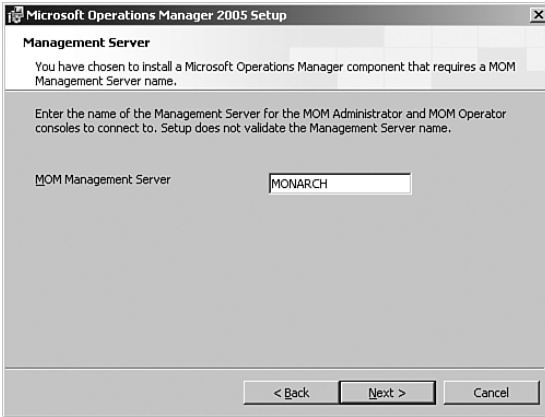 Microsoft Operations Manager 2005 Setup
Management Server
You have chosen to install a Microsoft Operations Manager component that requires a MOM
Management Server name.
Enter the name of the Management Server for the MOM Administrator and MOM Operator
consoles to connect to. Setup does not validate the Management Server name.
MOM Management Server
MONARCH
< Back
Next >
Cancel